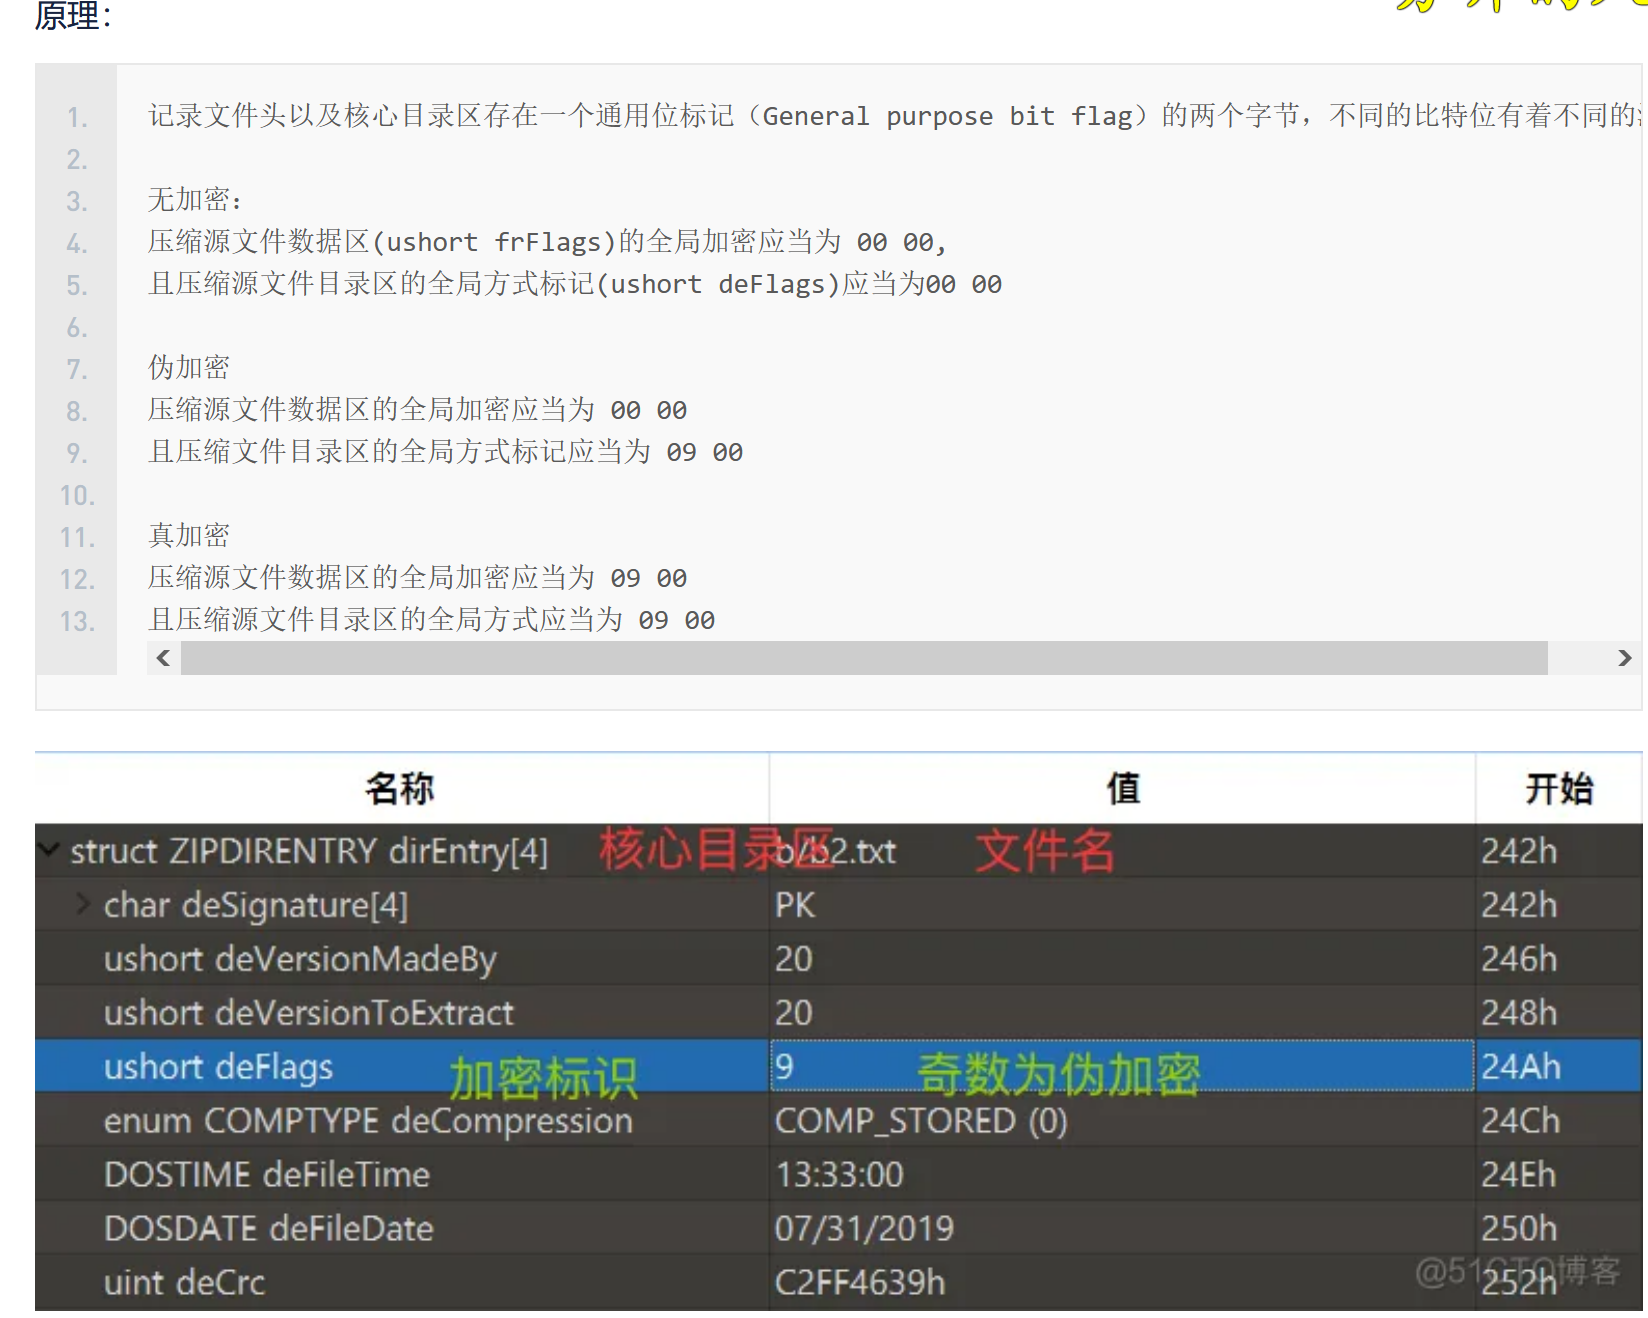 原理：
1. 记录文件头以及核心目录区存在一个通用位标记（General purpose bit flag）的两个字节，不同的比特位有着不同的
2.
3. 无加密：
4. 压缩源文件数据区(ushort frFlags)的全局加密应当为 00 00,
5. 且压缩源文件目录区的全局方式标记(ushort deFlags)应当为00 00
6.
7. 伪加密
8. 压缩源文件数据区的全局加密应当为 00 00
9. 且压缩文件目录区的全局方式标记应当为 09 00
10.
11. 真加密
12. 压缩源文件数据区的全局加密应当为 09 00
13. 且压缩源文件目录区的全局方式应当为 09 00
名称 值 开始
struct ZIPDIRENTRY dirEntry[4] 核心目录区 b/b2.txt 文件名 242h
char deSignature[4] PK 242h
ushort deVersionMadeBy 20 246h
ushort deVersionToExtract 20 248h
ushort deFlags 加密标识 9 奇数为伪加密 24Ah
enum COMPTYPE deCompression COMP_STORED (0) 24Ch
DOSTIME deFileTime 13:33:00 24Eh
DOSDATE deFileDate 07/31/2019 250h
uint deCrc C2FF4639h 252h
@51CTO博客